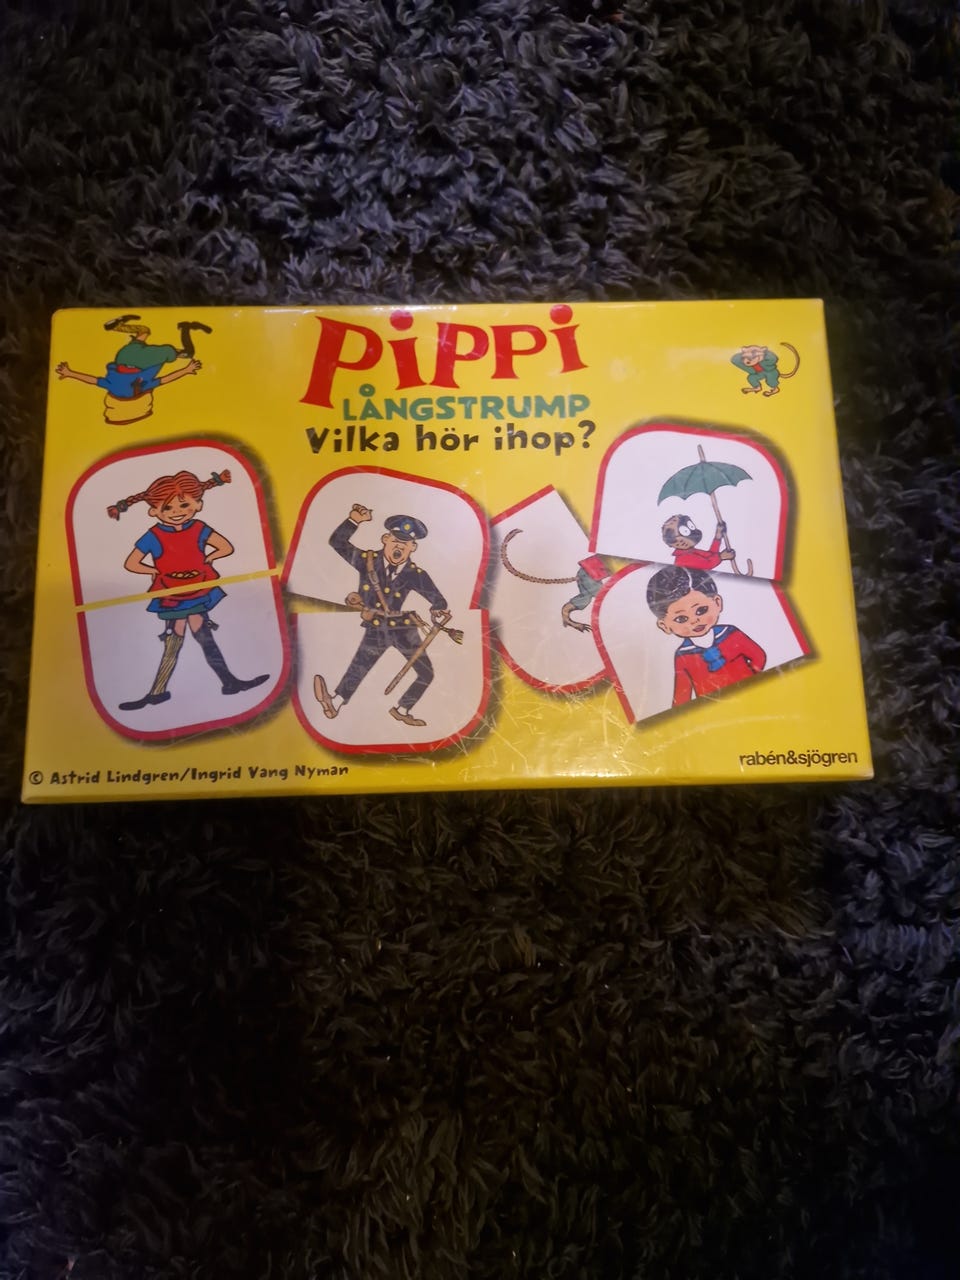 PiPPi
LÅNGSTRUMP
Vilka hör ihop?
© Astrid Lindgren/Ingrid Vang Nyman
rabén&sjögren